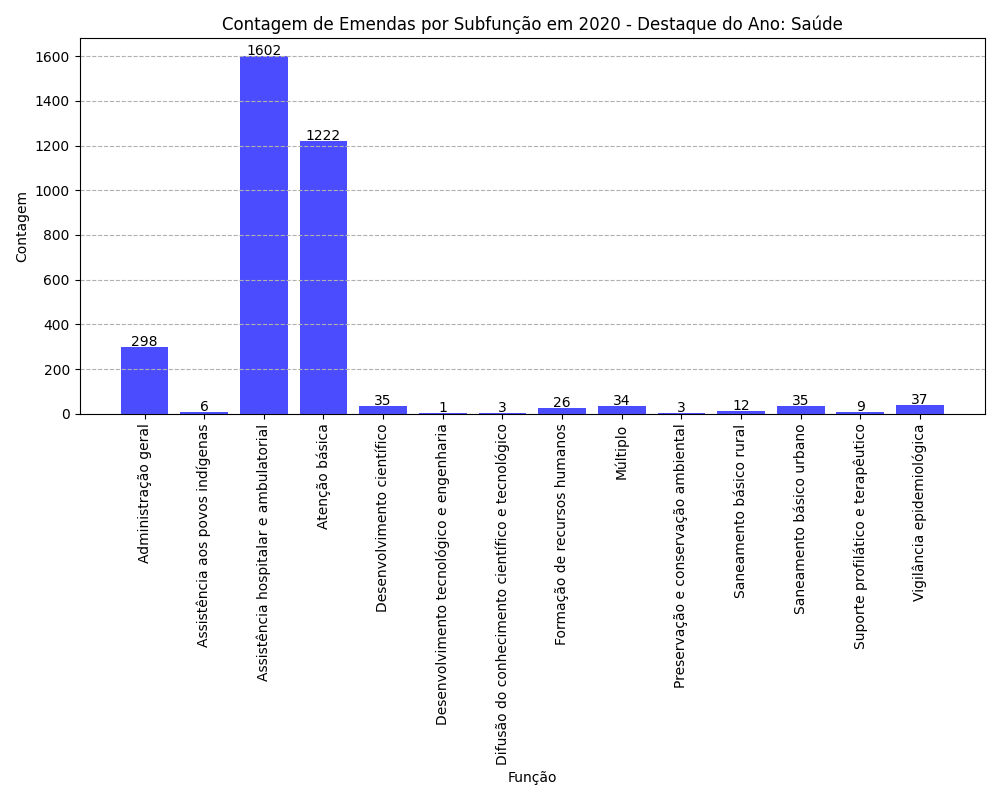 Contagem de Emendas por Subfunção em 2020 - Destaque do Ano: Saúde
Contagem
1600
1400
1200
1000
800
600
400
200
0
298
6
1602
1222
35
1
3
26
34
3
12
35
9
37
Administração geral
Assistência aos povos indígenas
Assistência hospitalar e ambulatorial
Atenção básica
Desenvolvimento científico
Desenvolvimento tecnológico e engenharia
Difusão do conhecimento científico e tecnológico
Formação de recursos humanos
Múltiplo
Preservação e conservação ambiental
Saneamento básico rural
Saneamento básico urbano
Suporte profilático e terapêutico
Vigilância epidemiológica
Função